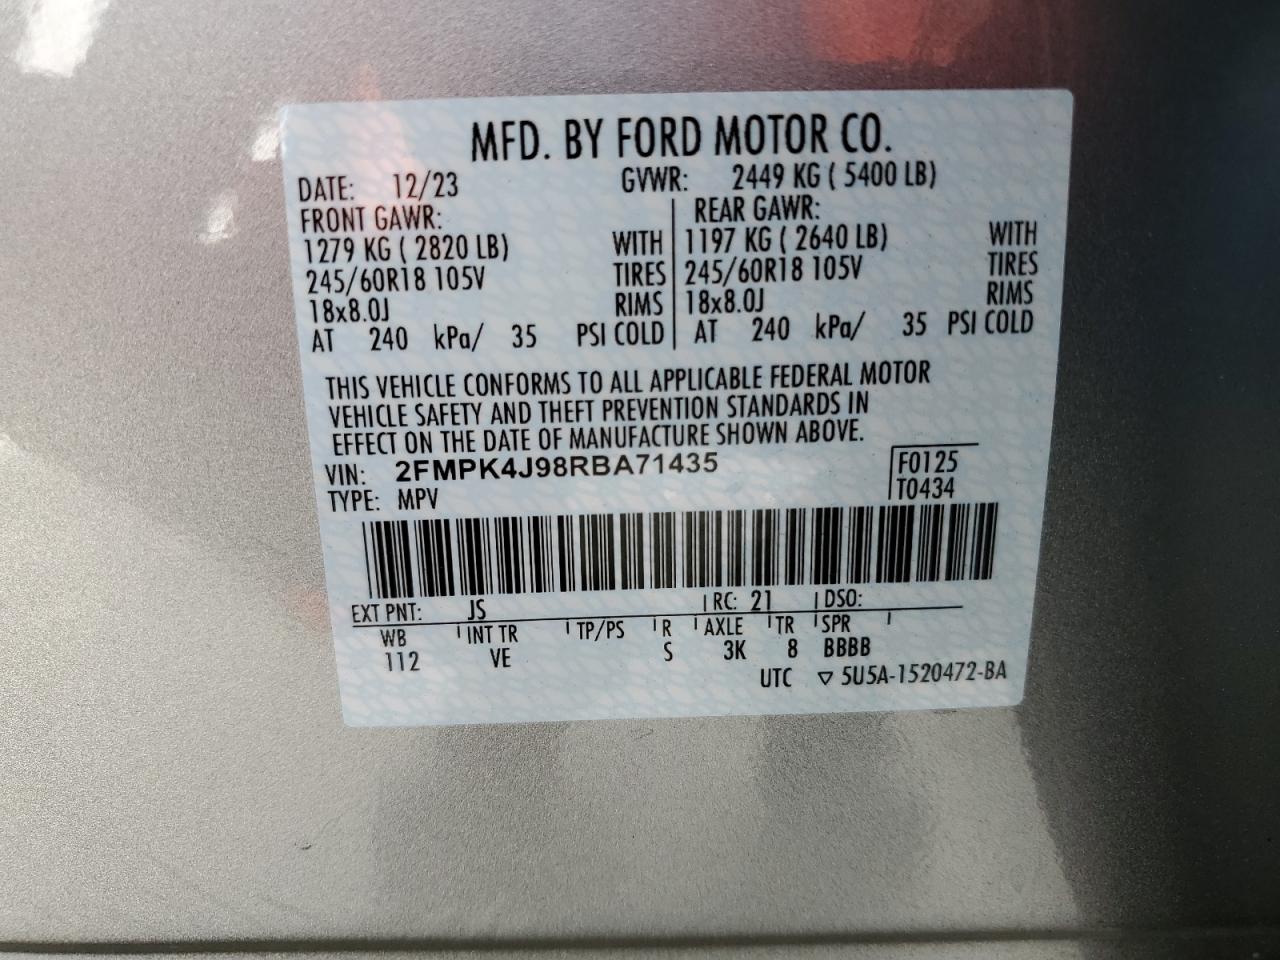 MFD. BY FORD MOTOR CO.
DATE: 12/23 GVWR: 2449 KG ( 5400 LB)
FRONT GAWR: REAR GAWR:
1279 KG ( 2820 LB) WITH 1197 KG ( 2640 LB) WITH
245/60R18 105V TIRES 245/60R18 105V TIRES
18x8.0J RIMS 18x8.0J RIMS
AT 240 kPa/ 35 PSI COLD AT 240 kPa/ 35 PSI COLD
THIS VEHICLE CONFORMS TO ALL APPLICABLE FEDERAL MOTOR
VEHICLE SAFETY AND THEFT PREVENTION STANDARDS IN
EFFECT ON THE DATE OF MANUFACTURE SHOWN ABOVE.
VIN: 2FMPK4J98RBA71435 F0125
TYPE: MPV T0434
EXT PNT: JS RC: 21 DSO:
WB INT TR TP/PS R AXLE TR SPR
112 VE S 3K 8 BBBB
UTC ▽ 5U5A-1520472-BA